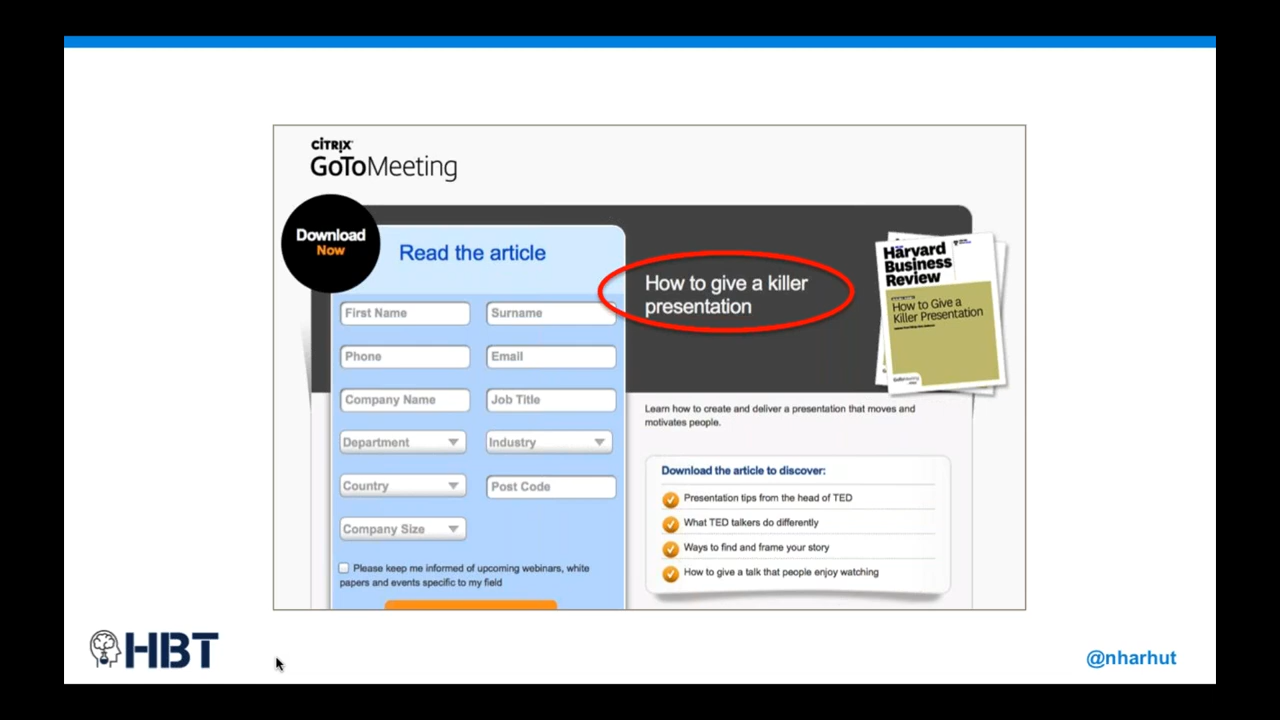 CİTRIX
GoToMeeting
Download
Now
Read the article
How to give a killer
presentation
Harvard
Business
Review
How to Give a
Killer Presentation
First Name
Surname
Phone
Email
Company Name
Job Title
Department
Industry
Country
Post Code
Company Size
Please keep me informed of upcoming webinars, white
papers and events specific to my field
Learn how to create and deliver a presentation that moves and
motivates people.
Download the article to discover:
Presentation tips from the head of TED
What TED talkers do differently
Ways to find and frame your story
How to give a talk that people enjoy watching
HBT
@nharhut